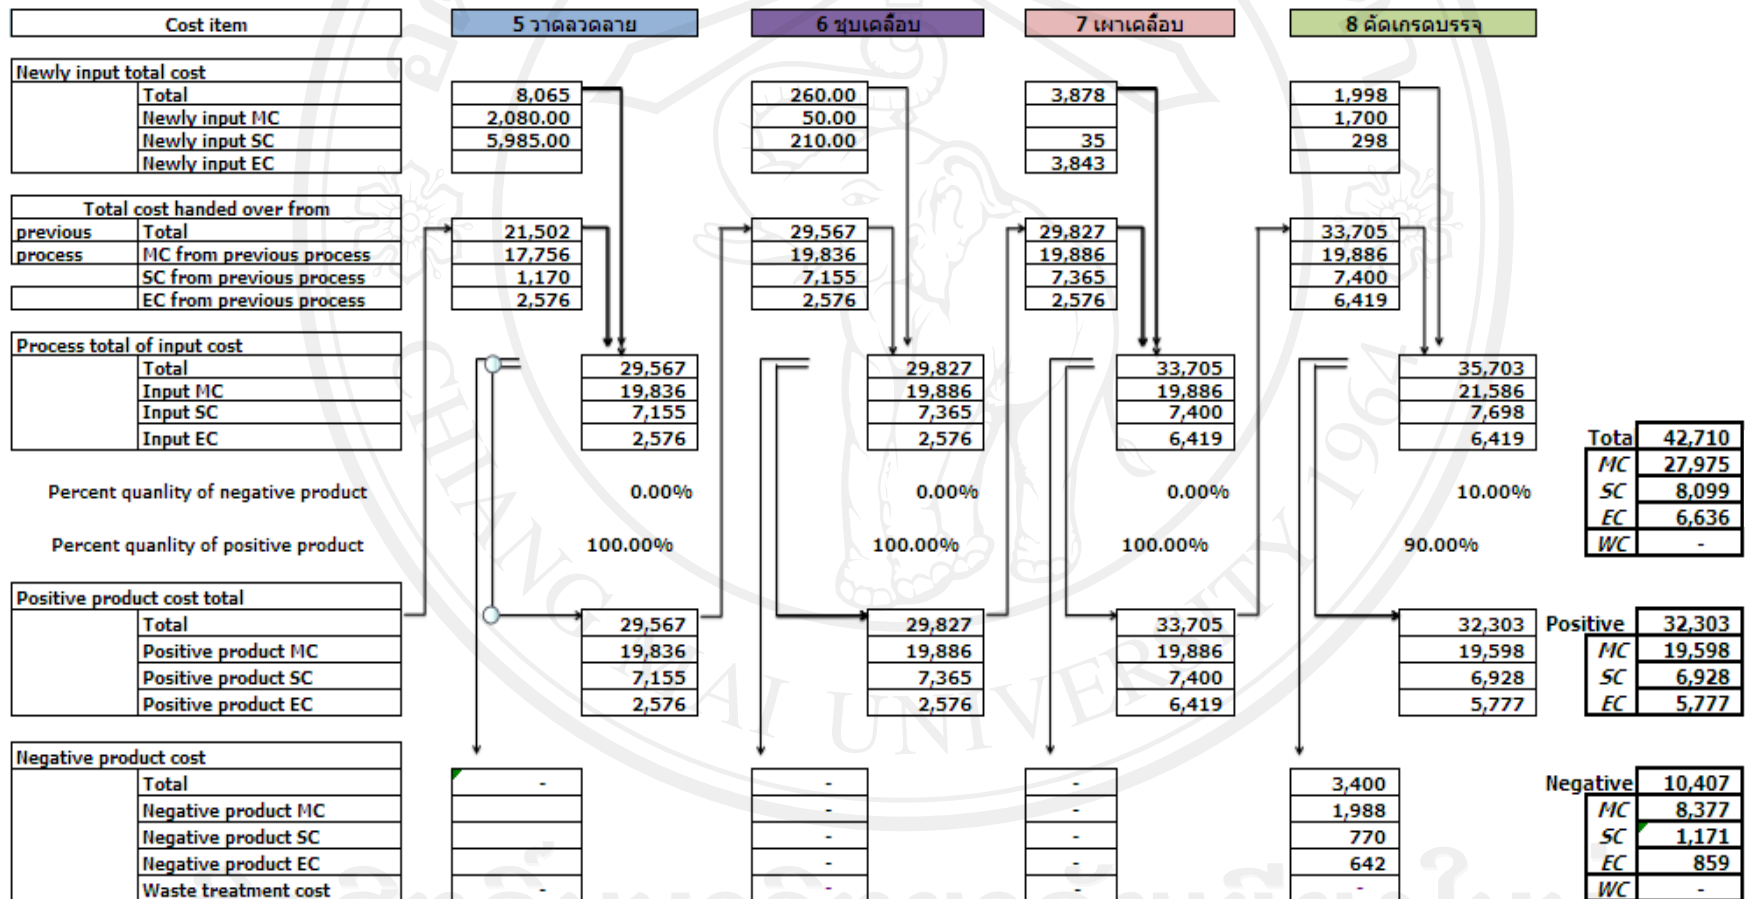 Cost item 5 วาดลวดลาย 6 ชุบเคลือบ 7 เผาเคลือบ 8 คัดเกรดบรรจุ
Newly input total cost
Total 8,065 260.00 3,878 1,998
Newly input MC 2,080.00 50.00 1,700
Newly input SC 5,985.00 210.00 35 298
Newly input EC 3,843
Total cost handed over from
previous Total 21,502 29,567 29,827 33,705
process MC from previous process 17,756 19,836 19,886 19,886
SC from previous process 1,170 7,155 7,365 7,400
EC from previous process 2,576 2,576 2,576 6,419
Process total of input cost
Total 29,567 29,827 33,705 35,703
Input MC 19,836 19,886 19,886 21,586
Input SC 7,155 7,365 7,400 7,698
Input EC 2,576 2,576 6,419 6,419
Tota 42,710
MC 27,975
Percent quanlity of negative product 0.00% 0.00% 0.00% 10.00% SC 8,099
EC 6,636
Percent quanlity of positive product 100.00% 100.00% 100.00% 90.00% WC -
Positive product cost total
Total 29,567 29,827 33,705 32,303 Positive 32,303
Positive product MC 19,836 19,886 19,886 19,598 MC 19,598
Positive product SC 7,155 7,365 7,400 6,928 SC 6,928
Positive product EC 2,576 2,576 6,419 5,777 EC 5,777
Negative product cost
Total - - - 3,400 Negative 10,407
Negative product MC - - 1,988 MC 8,377
Negative product SC - - 770 SC 1,171
Negative product EC - - 642 EC 859
Waste treatment cost - - - - WC -
CHIANG MAI UNIVERSITY 1964